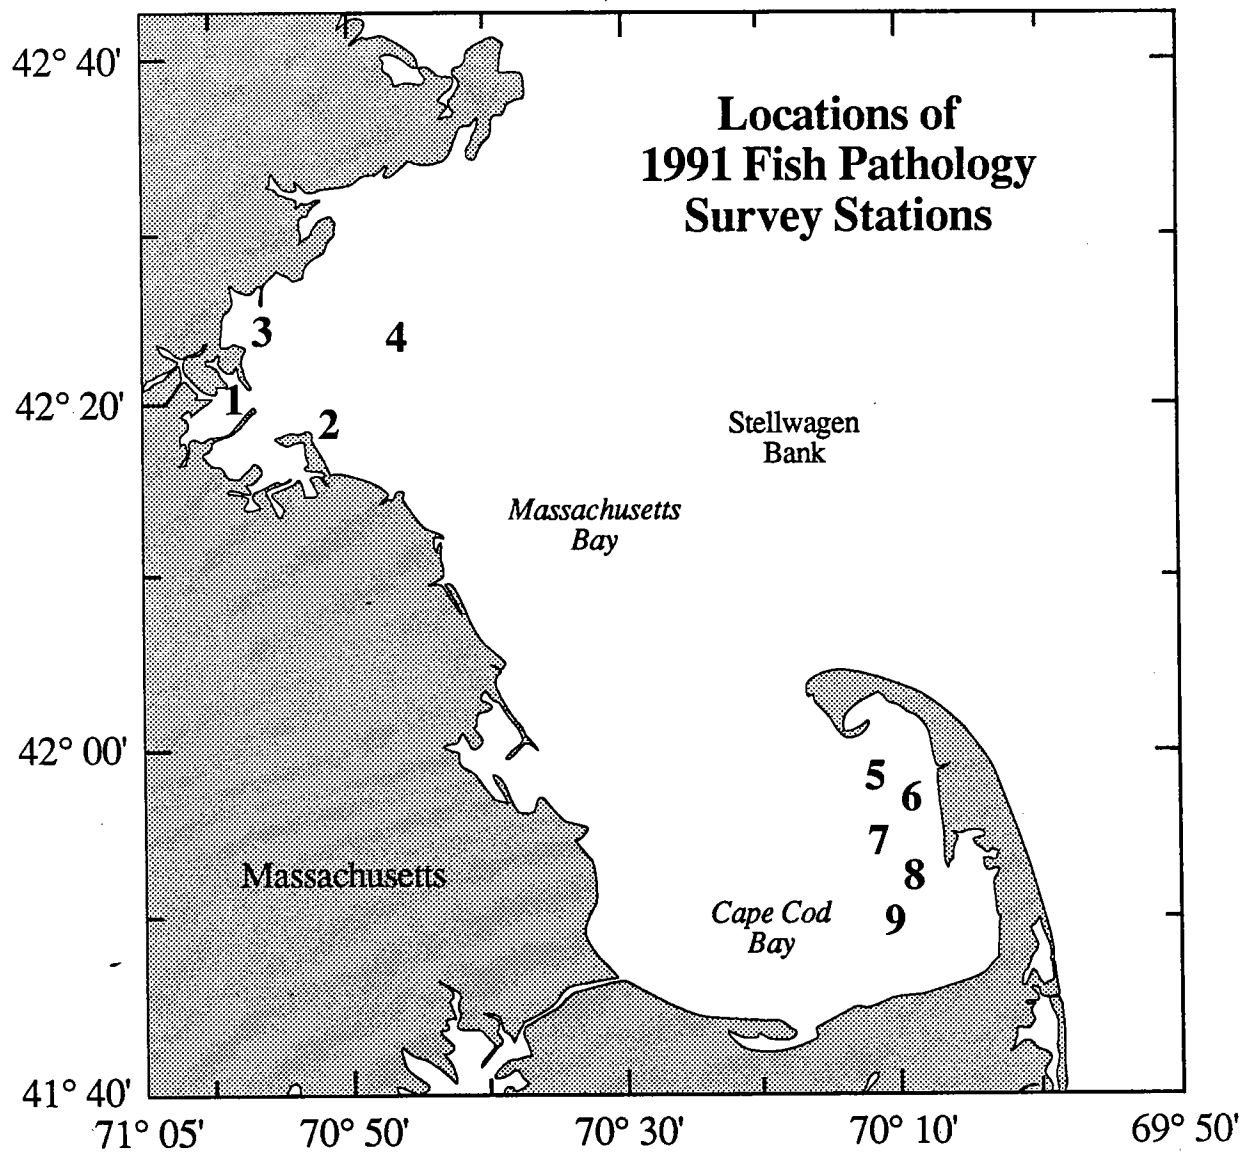 42° 40'
Locations of
1991 Fish Pathology
Survey Stations
3
4
1
42° 20'
2
Stellwagen
Bank
Massachusetts
Bay
42° 00'
5
6
7
Massachusetts
8
Cape Cod
Bay
9
41° 40'
71° 05'
70° 50'
70° 30'
70° 10'
69° 50'